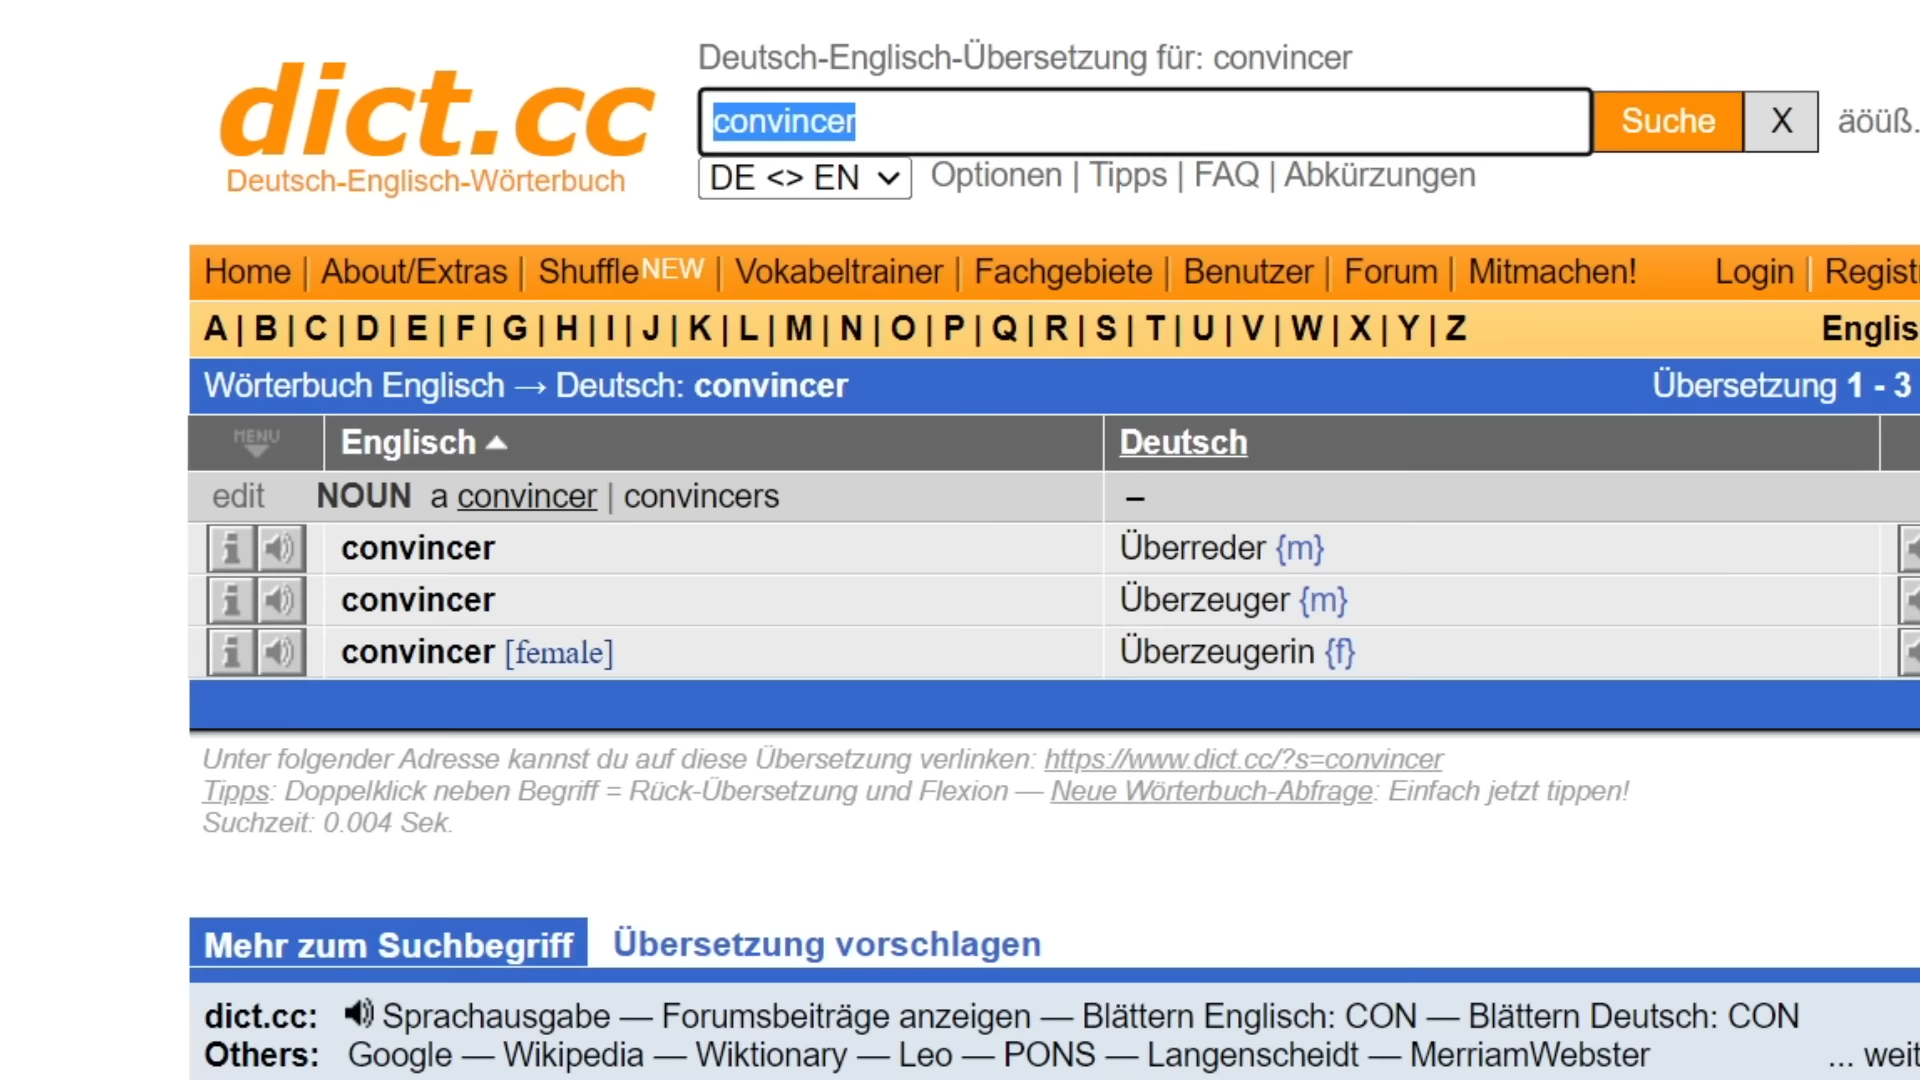 dict.cc
Deutsch-Englisch-Wörterbuch
Deutsch-Englisch-Übersetzung für: convincer
convincer
Suche X äöüß.
DE <> EN Optionen | Tipps | FAQ | Abkürzungen
Home | About/Extras | Shuffle NEW | Vokabeltrainer | Fachgebiete | Benutzer | Forum | Mitmachen! Login | Registr
A | B | C | D | E | F | G | H | I | J | K | L | M | N | O | P | Q | R | S | T | U | V | W | X | Y | Z Englis
Wörterbuch Englisch → Deutsch: convincer Übersetzung 1 - 3
MENU Englisch Deutsch
edit NOUN a convincer | convincers –
convincer Überreder {m}
convincer Überzeuger {m}
convincer [female] Überzeugerin {f}
Unter folgender Adresse kannst du auf diese Übersetzung verlinken: https://www.dict.cc/?s=convincer
Tipps: Doppelklick neben Begriff = Rück-Übersetzung und Flexion — Neue Wörterbuch-Abfrage: Einfach jetzt tippen!
Suchzeit: 0.004 Sek.
Mehr zum Suchbegriff Übersetzung vorschlagen
dict.cc: Sprachausgabe — Forumsbeiträge anzeigen — Blättern Englisch: CON — Blättern Deutsch: CON
Others: Google — Wikipedia — Wiktionary — Leo — PONS — Langenscheidt — MerriamWebster ... weit